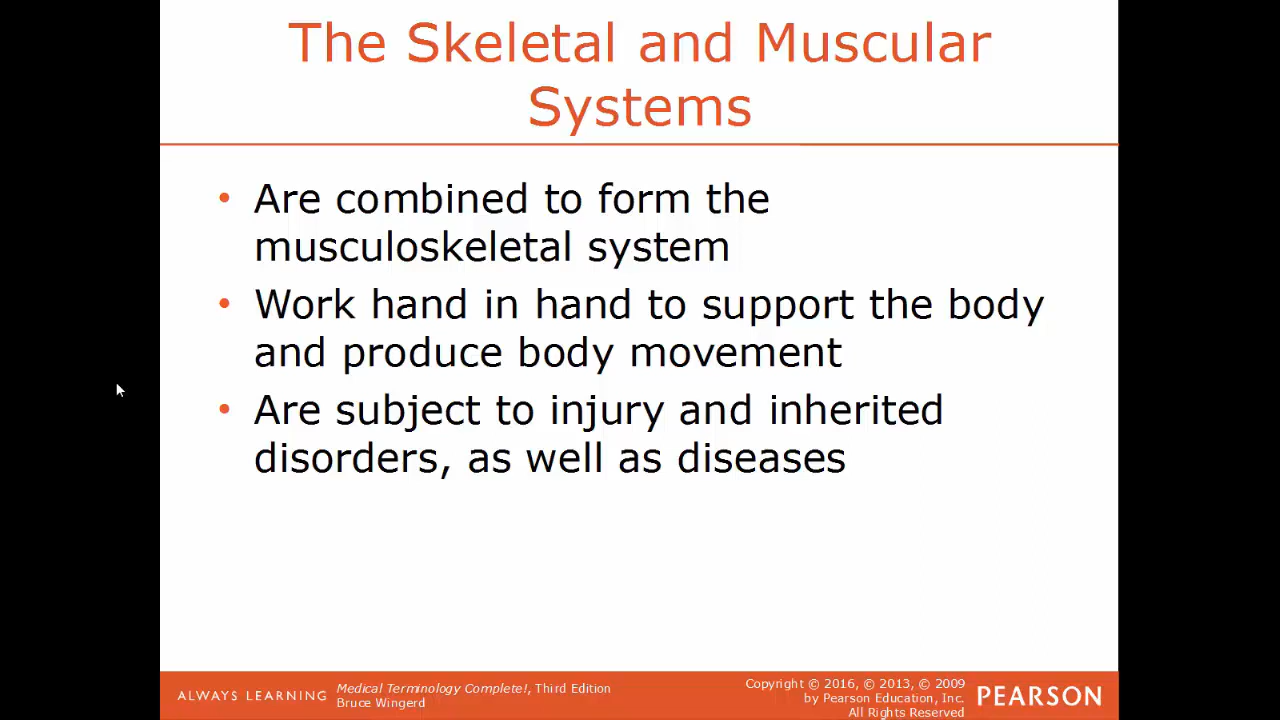 The Skeletal and Muscular
Systems
• Are combined to form the
musculoskeletal system
• Work hand in hand to support the body
and produce body movement
• Are subject to injury and inherited
disorders, as well as diseases
ALWAYS LEARNING
Medical Terminology Complete!, Third Edition
Bruce Wingerd
Copyright © 2016, © 2013, © 2009
by Pearson Education, Inc.
All Rights Reserved
PEARSON